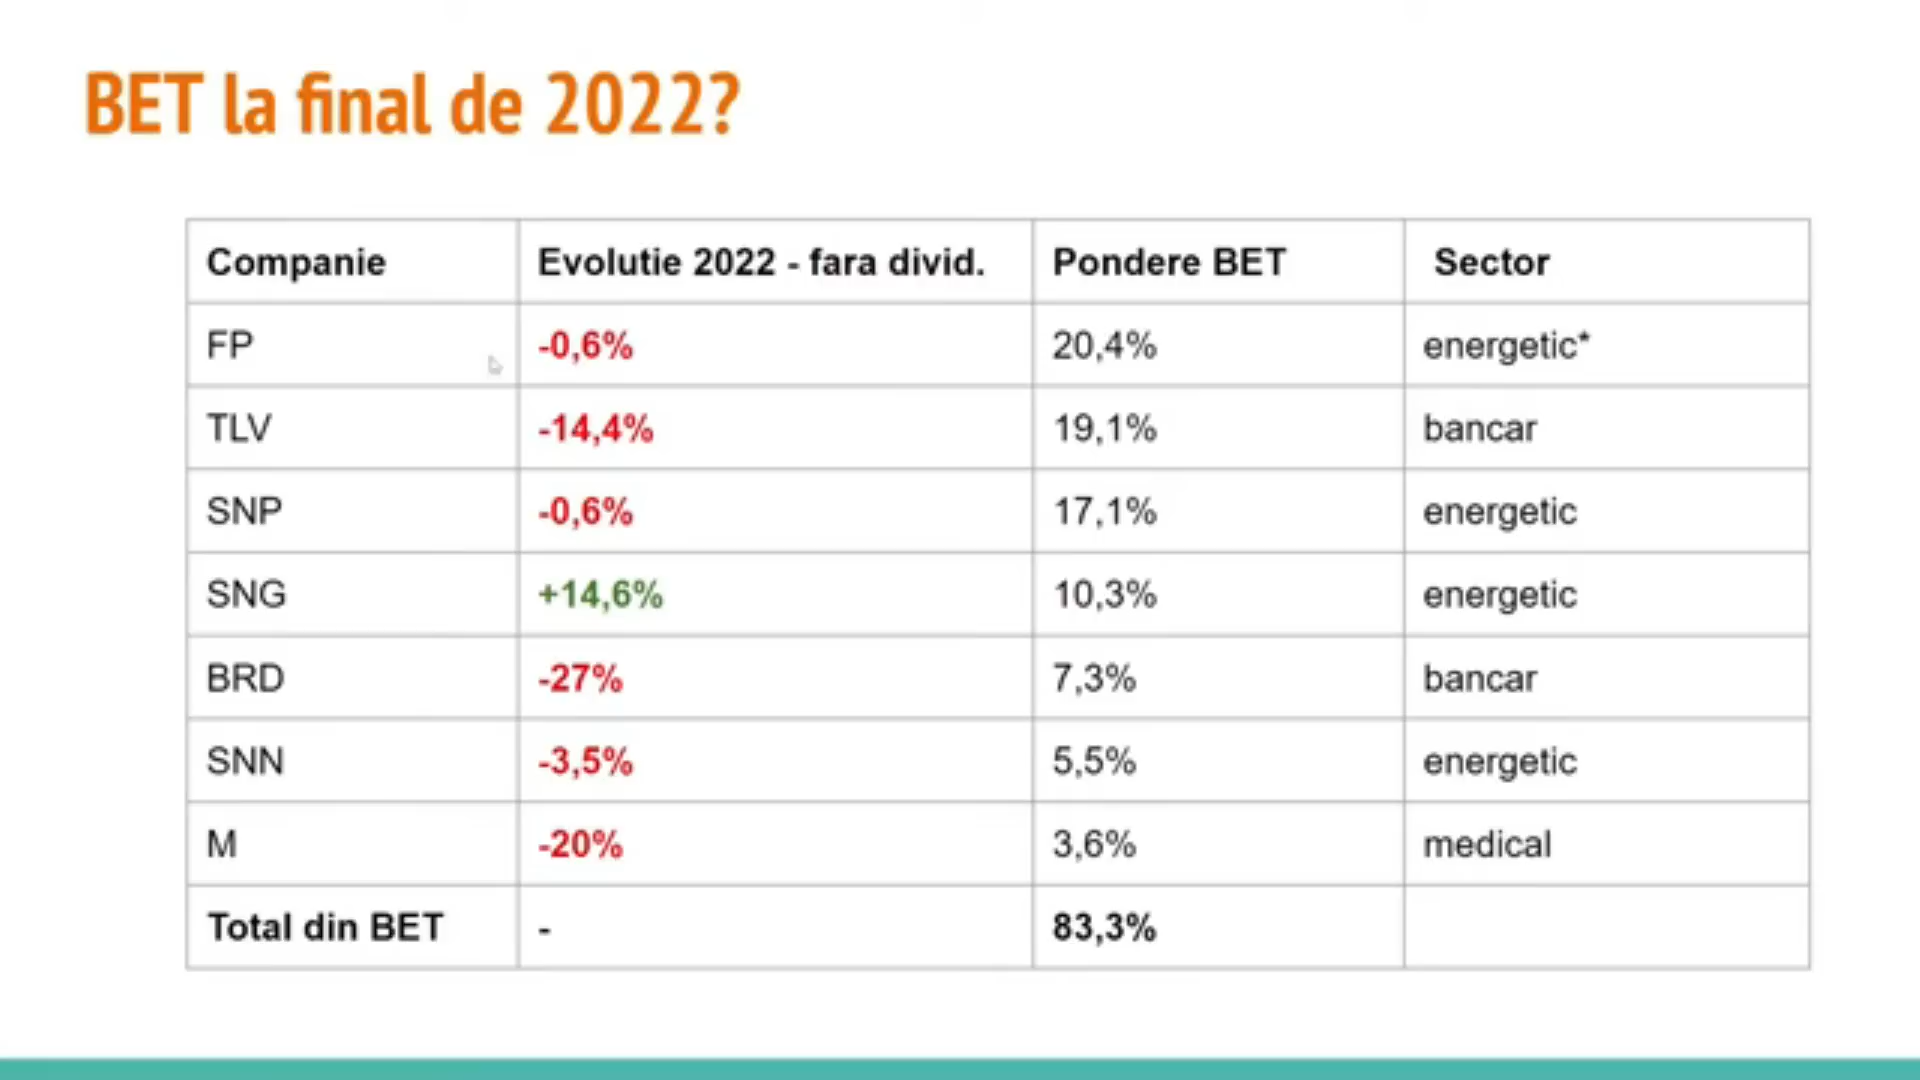 BET la final de 2022?
Companie Evolutie 2022 - fara divid. Pondere BET Sector
FP -0,6% 20,4% energetic*
TLV -14,4% 19,1% bancar
SNP -0,6% 17,1% energetic
SNG +14,6% 10,3% energetic
BRD -27% 7,3% bancar
SNN -3,5% 5,5% energetic
M -20% 3,6% medical
Total din BET - 83,3%